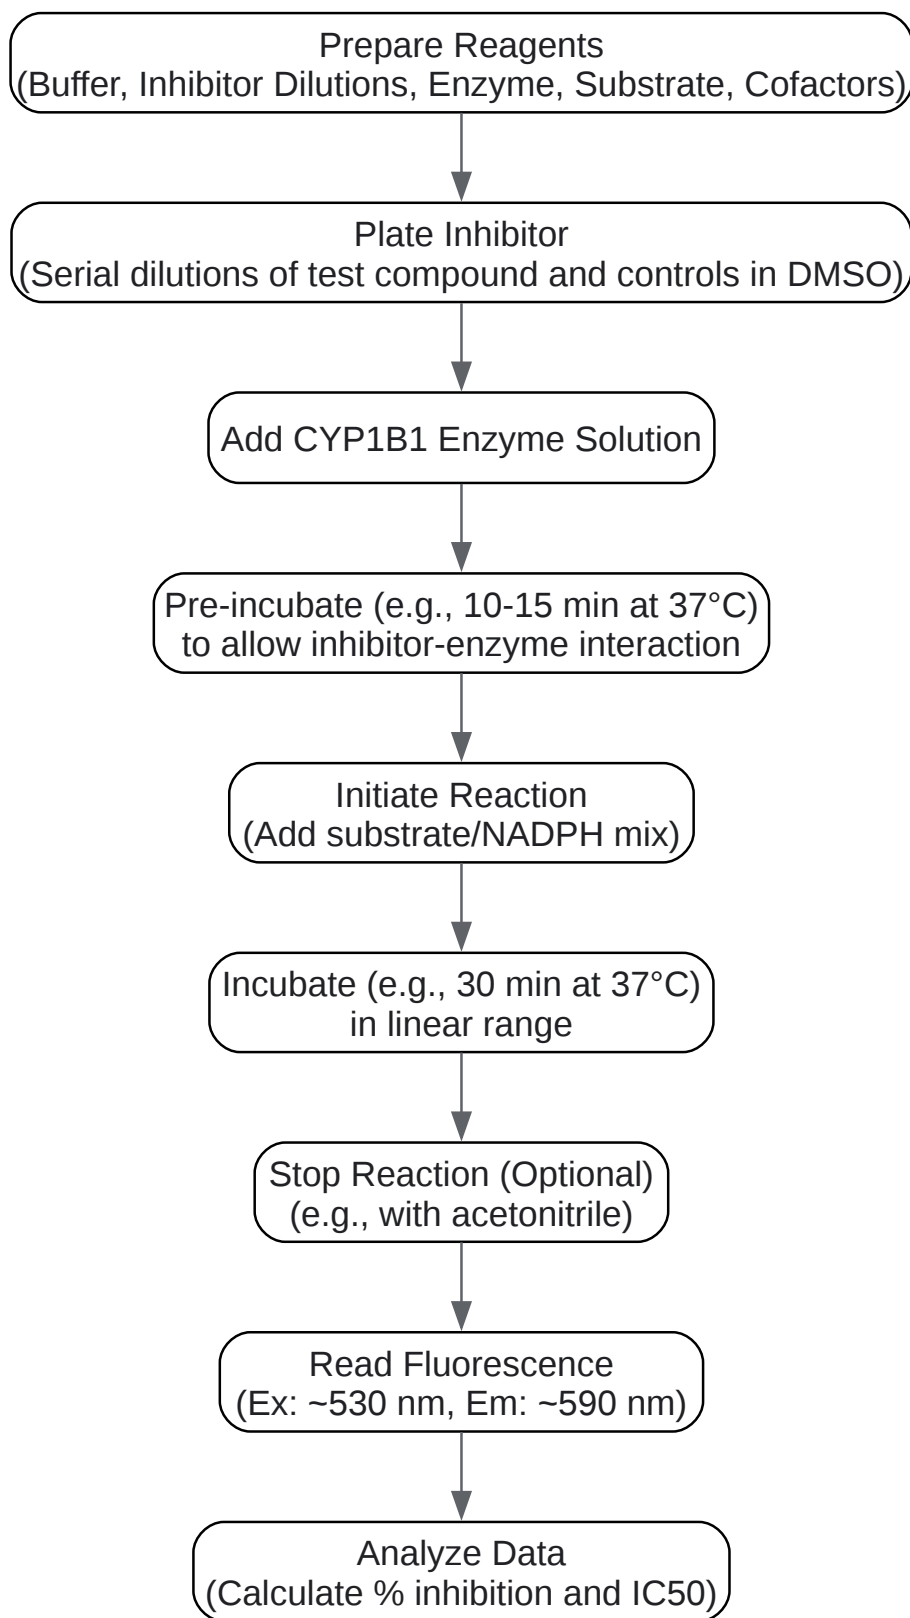 Prepare Reagents
(Buffer, Inhibitor Dilutions, Enzyme, Substrate, Cofactors)
Plate Inhibitor
(Serial dilutions of test compound and controls in DMSO)
Add CYP1B1 Enzyme Solution
Pre-incubate (e.g., 10-15 min at 37°C)
to allow inhibitor-enzyme interaction
Initiate Reaction
(Add substrate/NADPH mix)
Incubate (e.g., 30 min at 37°C)
in linear range
Stop Reaction (Optional)
(e.g., with acetonitrile)
Read Fluorescence
(Ex: ~530 nm, Em: ~590 nm)
Analyze Data
(Calculate % inhibition and IC50)